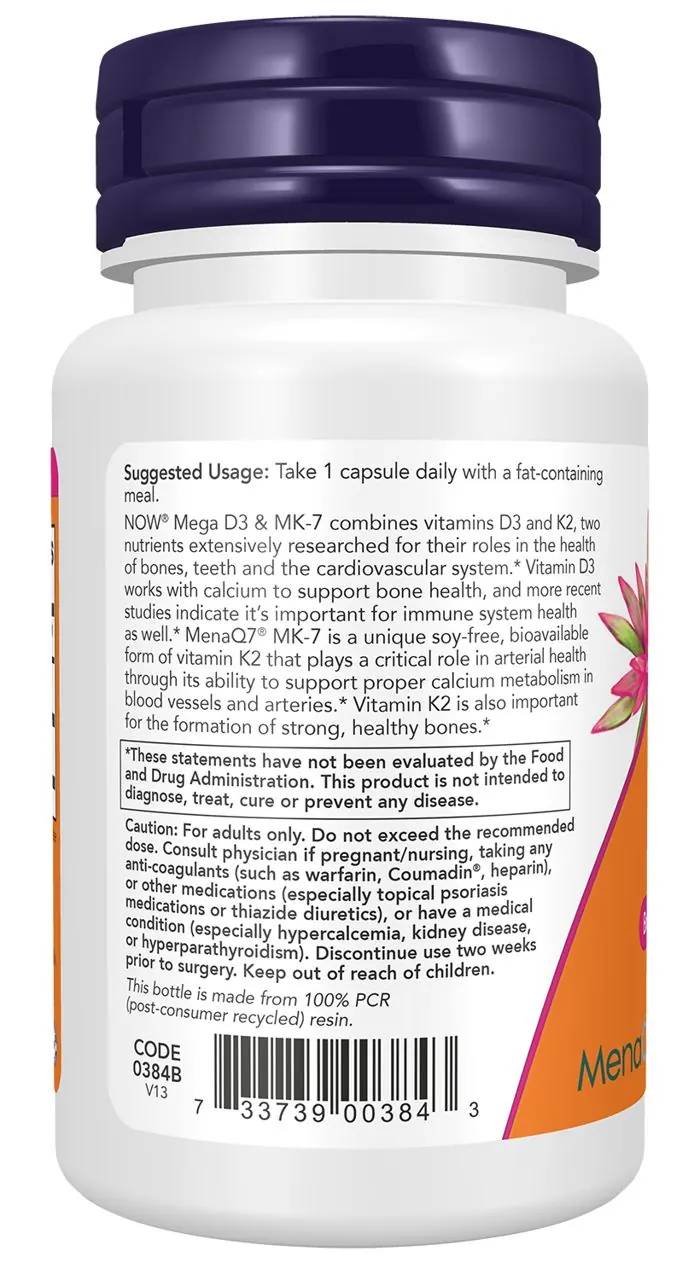 Suggested Usage: Take 1 capsule daily with a fat-containing
meal.
NOW® Mega D3 & MK-7 combines vitamins D3 and K2, two
nutrients extensively researched for their roles in the health
of bones, teeth and the cardiovascular system.* Vitamin D3
works with calcium to support bone health, and more recent
studies indicate it's important for immune system health
as well.* MenaQ7® MK-7 is a unique soy-free, bioavailable
form of vitamin K2 that plays a critical role in arterial health
through its ability to support proper calcium metabolism in
blood vessels and arteries.* Vitamin K2 is also important
for the formation of strong, healthy bones.*
*These statements have not been evaluated by the Food
and Drug Administration. This product is not intended to
diagnose, treat, cure or prevent any disease.
Caution: For adults only. Do not exceed the recommended
dose. Consult physician if pregnant/nursing, taking any
anti-coagulants (such as warfarin, Coumadin®, heparin),
or other medications (especially topical psoriasis
medications or thiazide diuretics), or have a medical
condition (especially hypercalcemia, kidney disease,
or hyperparathyroidism). Discontinue use two weeks
prior to surgery. Keep out of reach of children.
This bottle is made from 100% PCR
(post-consumer recycled) resin.
CODE
0384B
V13
7 33739 00384 3
Mena